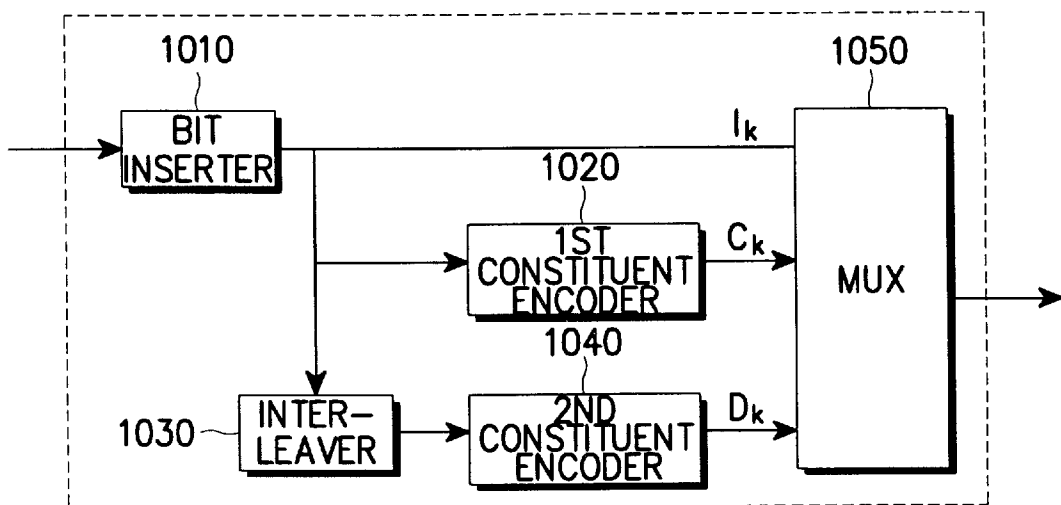 1010
BIT
INSERTER
1050
Ik
1020
1ST
CONSTITUENT
ENCODER
Ck
MUX
1040
1030
INTER-
LEAVER
2ND
CONSTITUENT
ENCODER
Dk